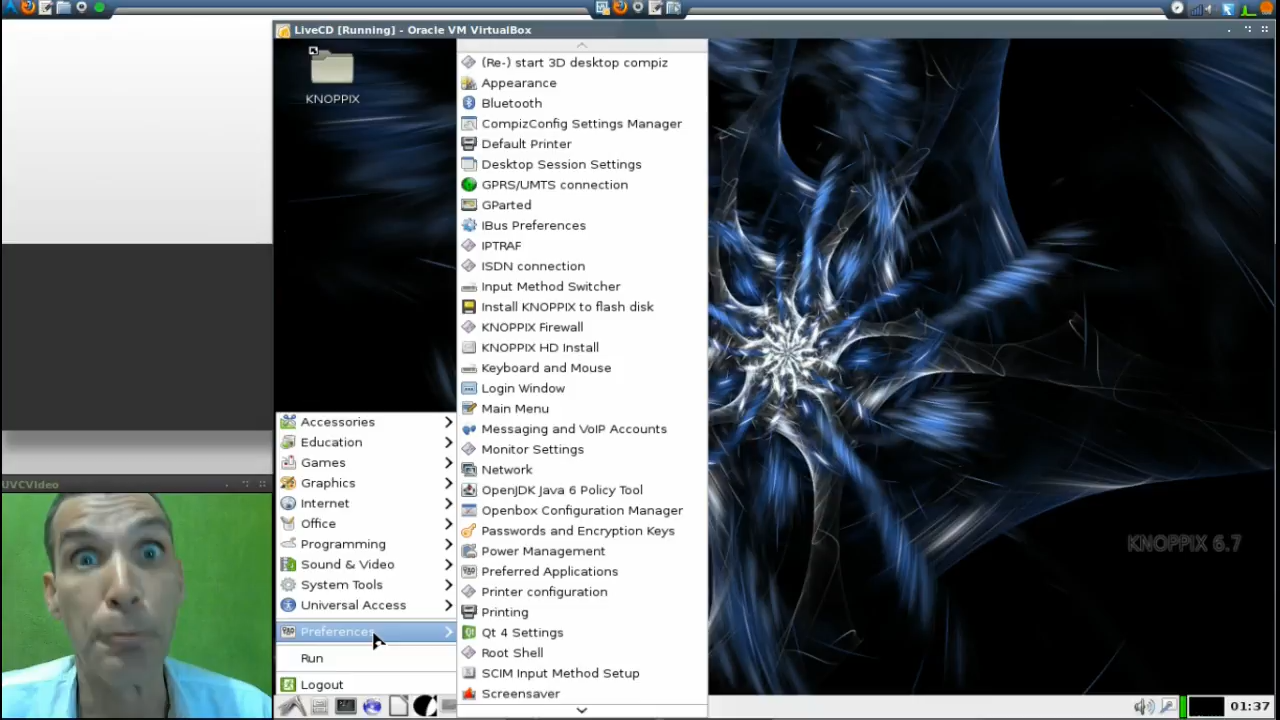 LiveCD [Running] - Oracle VM VirtualBox
KNOPPIX
(Re-) start 3D desktop compiz
Appearance
Bluetooth
CompizConfig Settings Manager
Default Printer
Desktop Session Settings
GPRS/UMTS connection
GParted
IBus Preferences
IPTRAF
ISDN connection
Input Method Switcher
Install KNOPPIX to flash disk
KNOPPIX Firewall
KNOPPIX HD Install
Keyboard and Mouse
Login Window
Main Menu
Messaging and VoIP Accounts
Monitor Settings
Network
OpenJDK Java 6 Policy Tool
Openbox Configuration Manager
Passwords and Encryption Keys
Power Management
Preferred Applications
Printer configuration
Printing
Qt 4 Settings
Root Shell
SCIM Input Method Setup
Screensaver
Accessories
Education
Games
Graphics
Internet
Office
Programming
Sound & Video
System Tools
Universal Access
Preferences
Run
Logout
UVCVideo
KNOPPIX 6.7
01:37